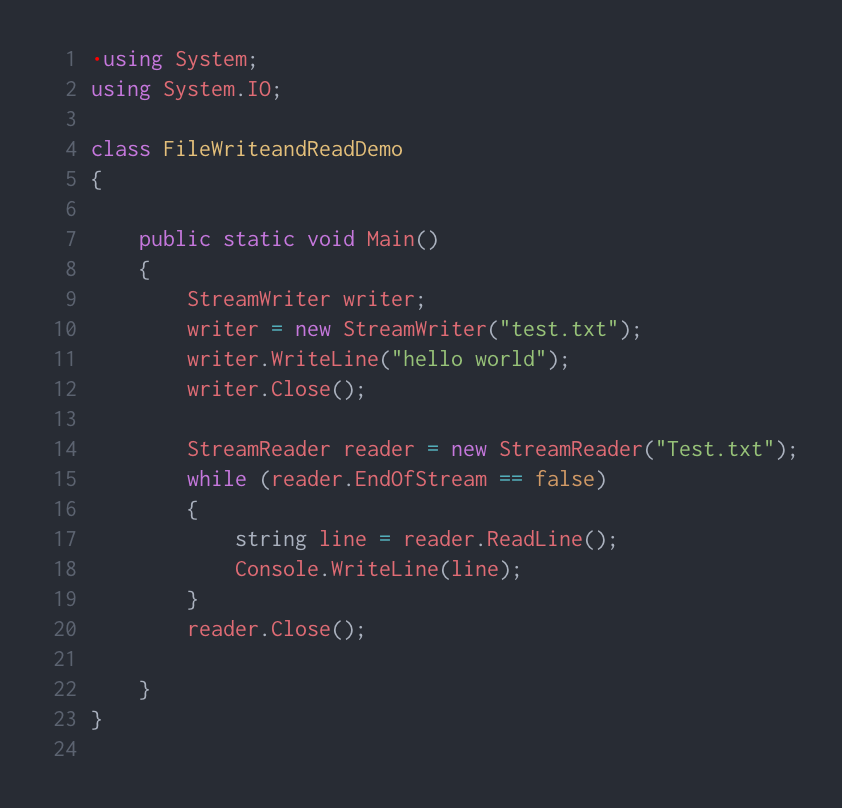 1 ·using System;
2 using System.IO;
3
4 class FileWriteandReadDemo
5 {
6
7     public static void Main()
8     {
9         StreamWriter writer;
10         writer = new StreamWriter("test.txt");
11         writer.WriteLine("hello world");
12         writer.Close();
13
14         StreamReader reader = new StreamReader("Test.txt");
15         while (reader.EndOfStream == false)
16         {
17             string line = reader.ReadLine();
18             Console.WriteLine(line);
19         }
20         reader.Close();
21
22     }
23 }
24